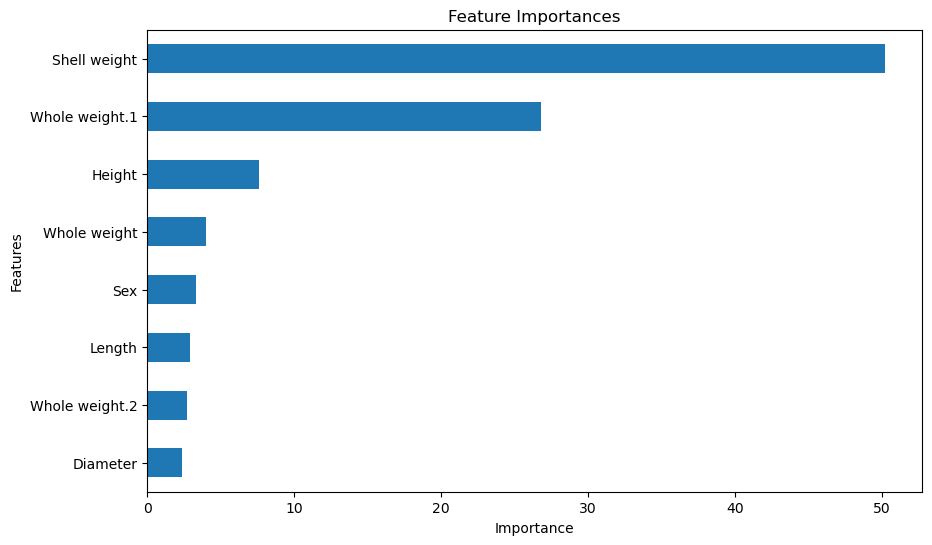 Feature Importances
Shell weight
Whole weight.1
Height
Whole weight
Sex
Length
Whole weight.2
Diameter
Features
0 10 20 30 40 50
Importance